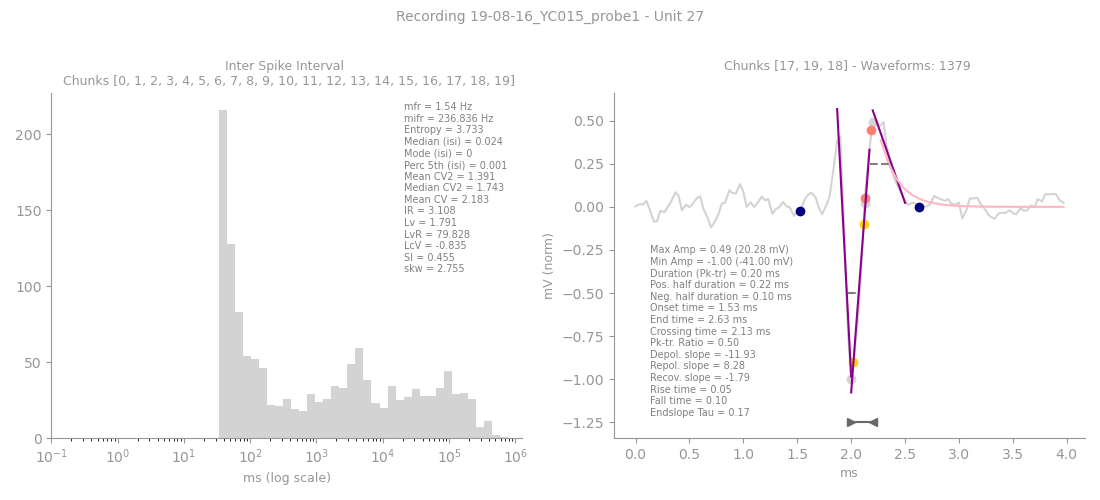 Recording 19-08-16_YC015_probe1 - Unit 27
Inter Spike Interval
Chunks [0, 1, 2, 3, 4, 5, 6, 7, 8, 9, 10, 11, 12, 13, 14, 15, 16, 17, 18, 19]
mfr = 1.54 Hz
mifr = 236.836 Hz
Entropy = 3.733
Median (isi) = 0.024
Mode (isi) = 0
Perc 5th (isi) = 0.001
Mean CV2 = 1.391
Median CV2 = 1.743
Mean CV = 2.183
IR = 3.108
Lv = 1.791
LvR = 79.828
LcV = -0.835
SI = 0.455
skw = 2.755
200
150
100
50
0
10⁻¹ 10⁰ 10¹ 10² 10³ 10⁴ 10⁵ 10⁶
ms (log scale)
Chunks [17, 19, 18] - Waveforms: 1379
mV (norm)
0.50
0.25
0.00
−0.25
−0.50
−0.75
−1.00
−1.25
Max Amp = 0.49 (20.28 mV)
Min Amp = -1.00 (-41.00 mV)
Duration (Pk-tr) = 0.20 ms
Pos. half duration = 0.22 ms
Neg. half duration = 0.10 ms
Onset time = 1.53 ms
End time = 2.63 ms
Crossing time = 2.13 ms
Pk-tr. Ratio = 0.50
Depol. slope = -11.93
Repol. slope = 8.28
Recov. slope = -1.79
Rise time = 0.05
Fall time = 0.10
Endslope Tau = 0.17
0.0 0.5 1.0 1.5 2.0 2.5 3.0 3.5 4.0
ms